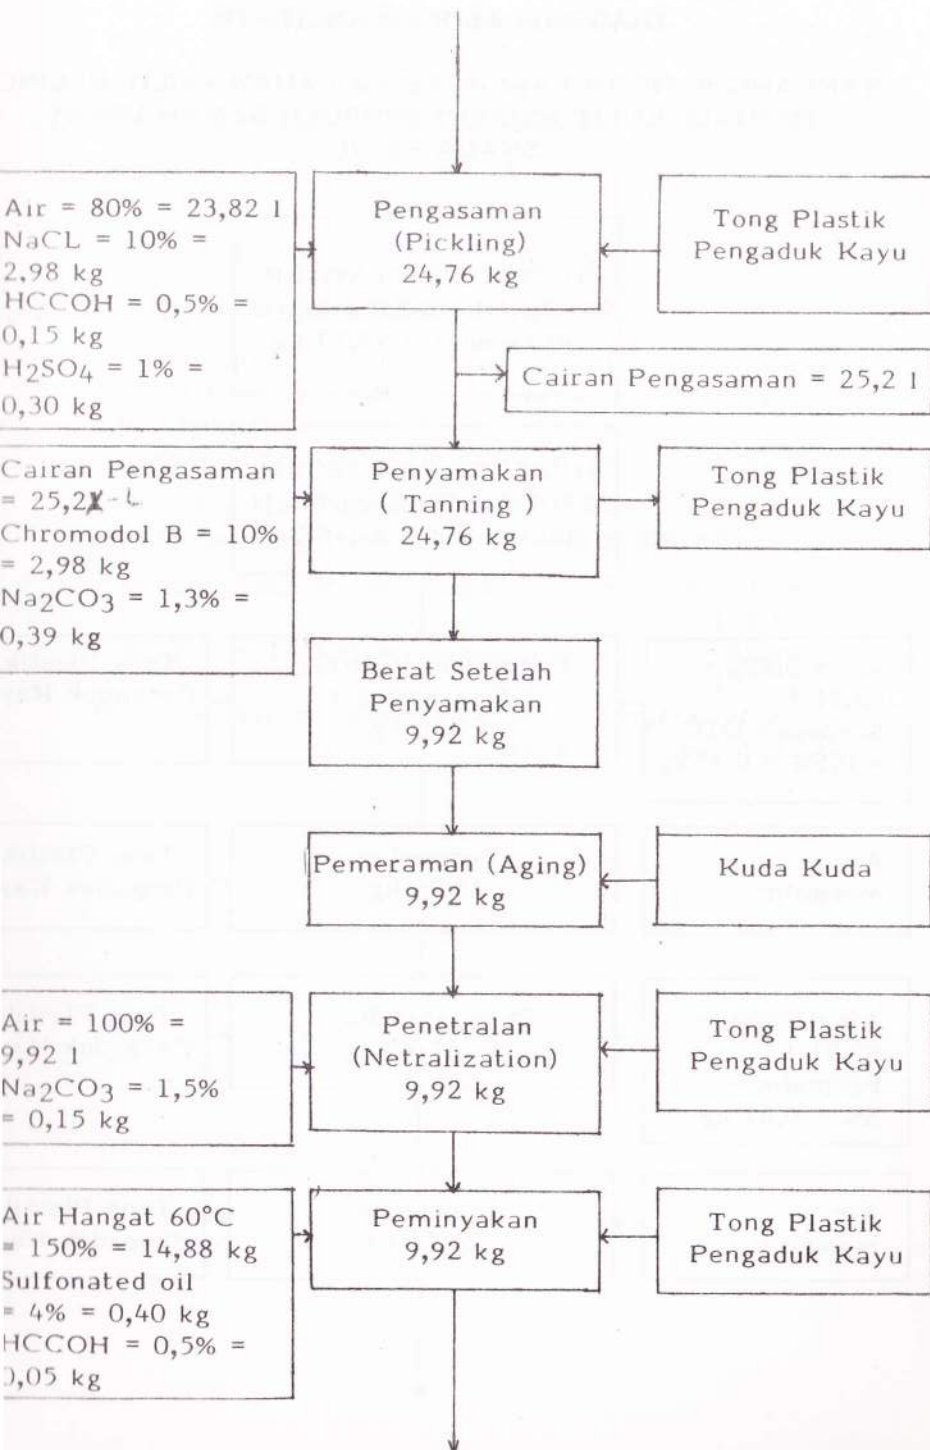 Air = 80% = 23,82 l
NaCL = 10% =
2.98 kg
HCCOH = 0,5% =
0,15 kg
H₂SO₄ = 1% =
0,30 kg
Pengasaman
(Pickling)
24,76 kg
Tong Plastik
Pengaduk Kayu
Cairan Pengasaman = 25,2 l
Cairan Pengasaman
= 25,2 L
Chromodol B = 10%
= 2,98 kg
Na₂CO₃ = 1,3% =
0,39 kg
Penyamakan
( Tanning )
24,76 kg
Tong Plastik
Pengaduk Kayu
Berat Setelah
Penyamakan
9,92 kg
Pemeraman (Aging)
9,92 kg
Kuda Kuda
Air = 100% =
9,92 l
Na₂CO₃ = 1,5%
= 0,15 kg
Penetralan
(Netralization)
9,92 kg
Tong Plastik
Pengaduk Kayu
Air Hangat 60°C
= 150% = 14,88 kg
Sulfonated oil
= 4% = 0,40 kg
HCCOH = 0,5% =
0,05 kg
Peminyakan
9,92 kg
Tong Plastik
Pengaduk Kayu